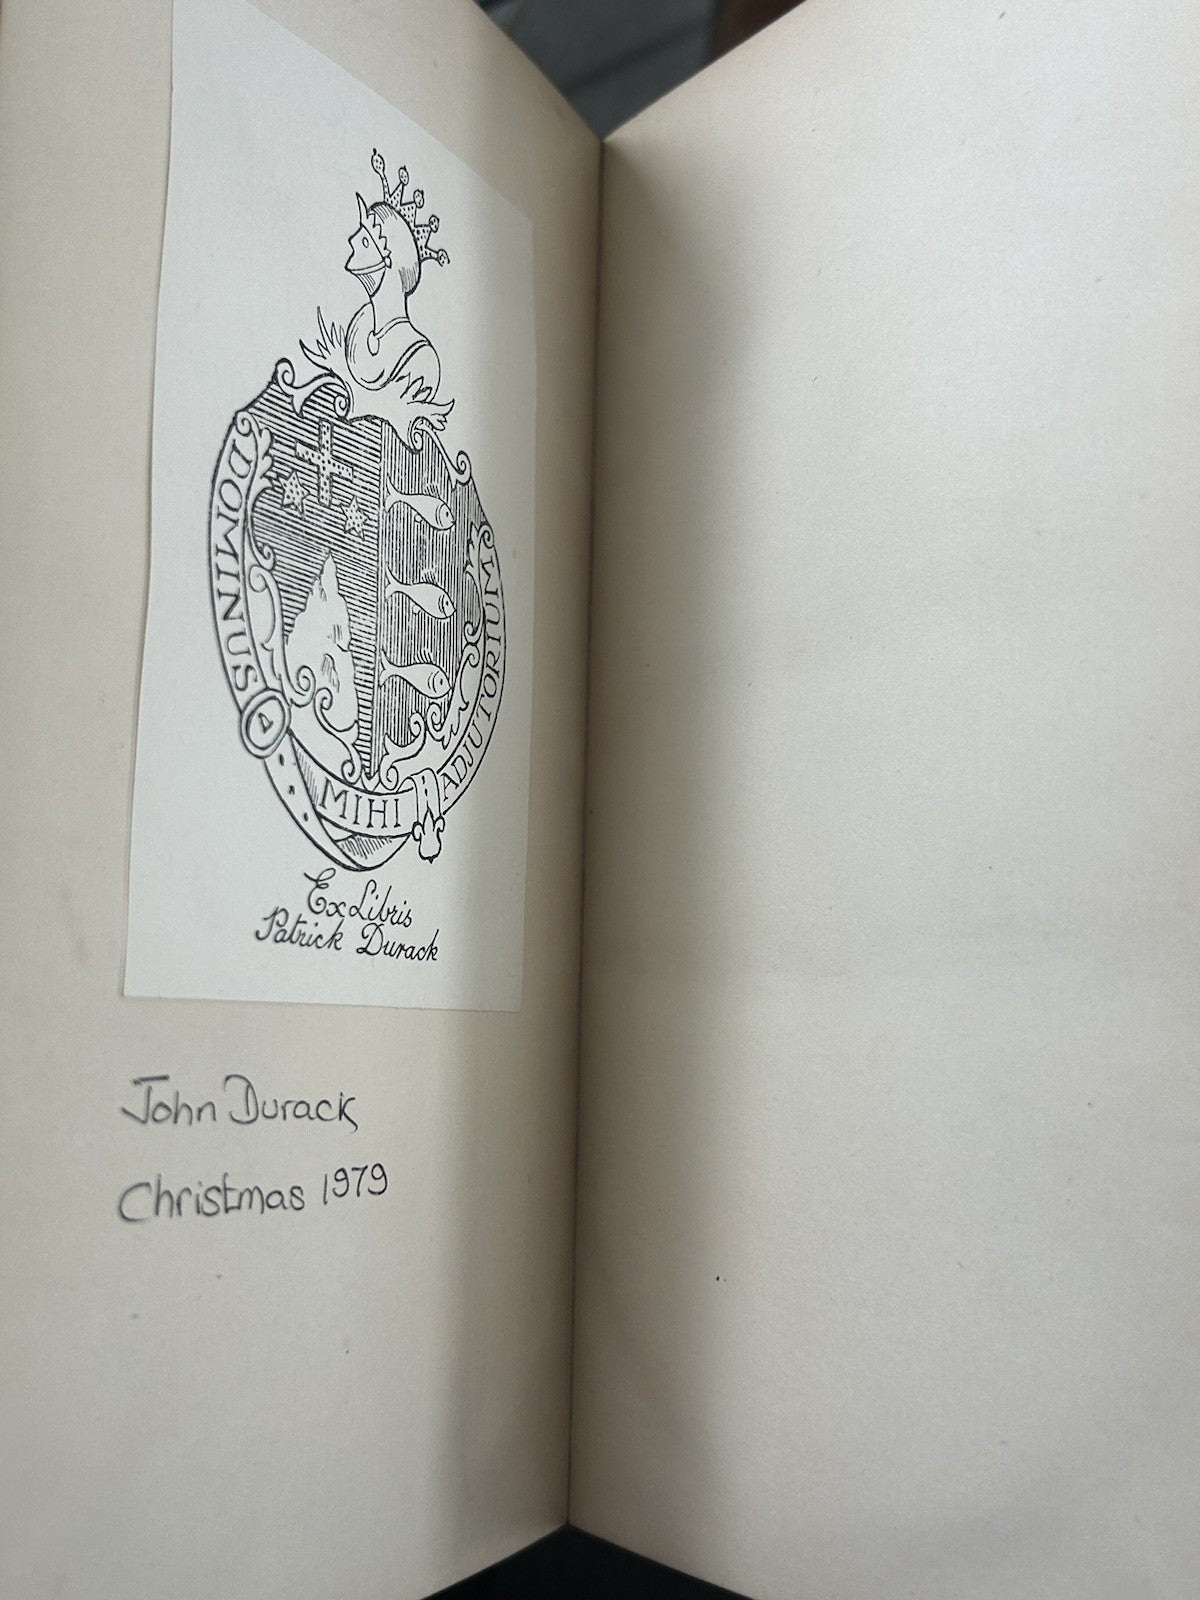 DOMINUS MIHI ADJUTORIUM
Ex Libris
Patrick Durack
John Durack
Christmas 1979